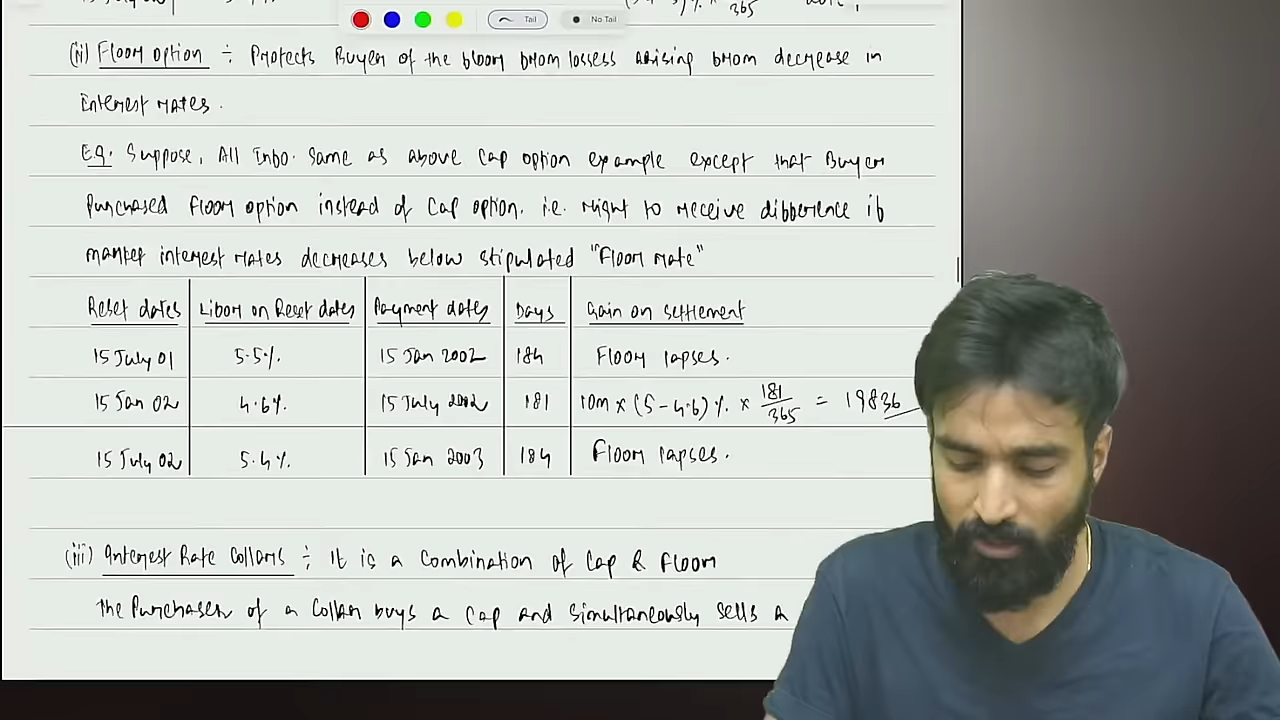 365
Tail
No Tail
(ii) Floor option ÷ Protects Buyer of the floor from lossess arising from decrease in
interest rates.
E.g: Suppose, All Info. Same as above Cap option example except that Buyer
Purchased Floor option instead of Cap option. i.e. right to receive difference if
market interest rates decreases below stipulated "Floor rate"
Reset dates Libor on Reset dates Payment dates Days Gain on Settlement
15 July 01 5.5%. 15 Jan 2002 184 Floor lapses.
15 Jan 02 4.6%. 15 July 2002 181 10m x (5-4.6) % x 181/365 = 19836
15 July 02 5.4%. 15 Jan 2003 184 Floor lapses.
(iii) Interest Rate Collars ÷ It is a Combination of Cap & Floor
The Purchaser of a Collar buys a Cap and Simultaneously sells a